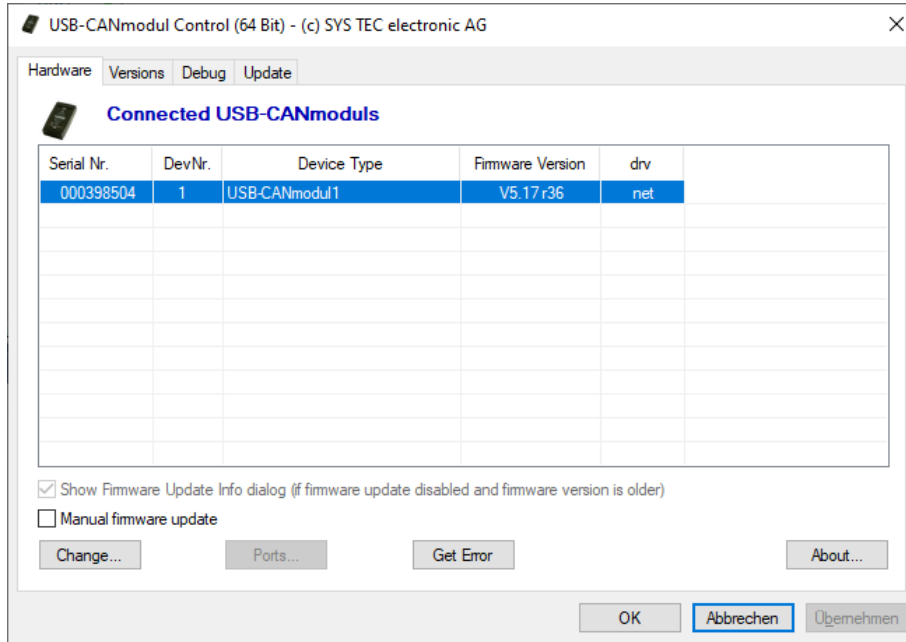 USB-CANmodul Control (64 Bit) - (c) SYS TEC electronic AG
Hardware Versions Debug Update
Connected USB-CANmoduls
Serial Nr. DevNr. Device Type Firmware Version drv
000398504 1 USB-CANmodul1 V5.17 r36 net
Show Firmware Update Info dialog (if firmware update disabled and firmware version is older)
Manual firmware update
Change... Ports... Get Error About...
OK Abbrechen Übernehmen